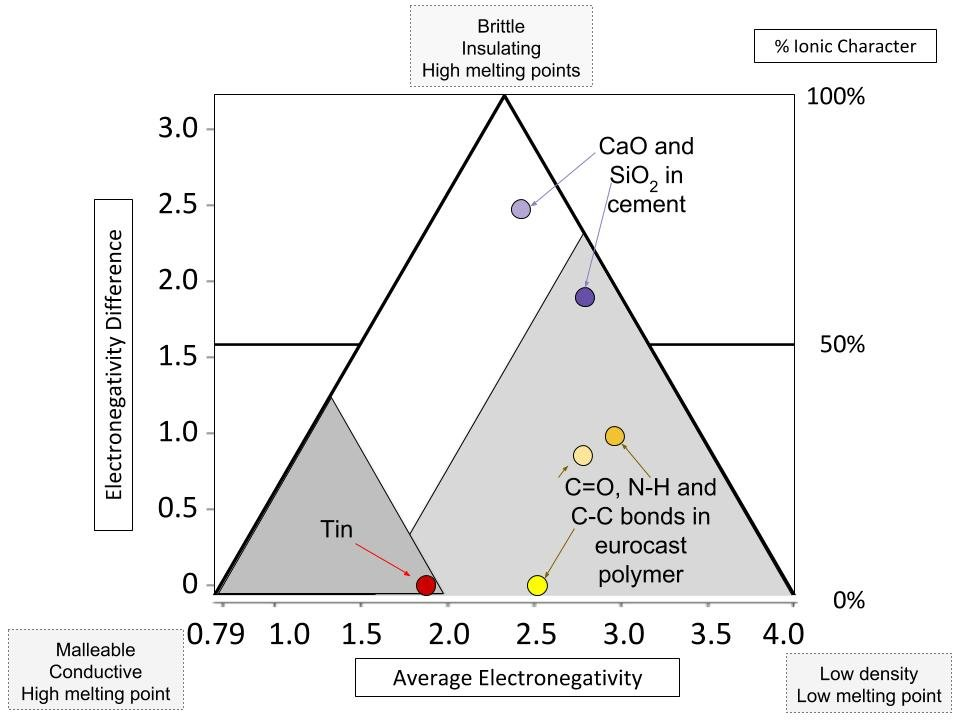 Brittle
Insulating
High melting points
% Ionic Character
100%
3.0
CaO and
SiO₂ in
cement
2.5
2.0
Electronegativity Difference
50%
1.5
1.0
C=O, N-H and
C-C bonds in
eurocast
polymer
0.5
Tin
0
0%
0.79 1.0 1.5 2.0 2.5 3.0 3.5 4.0
Malleable
Conductive
High melting point
Average Electronegativity
Low density
Low melting point